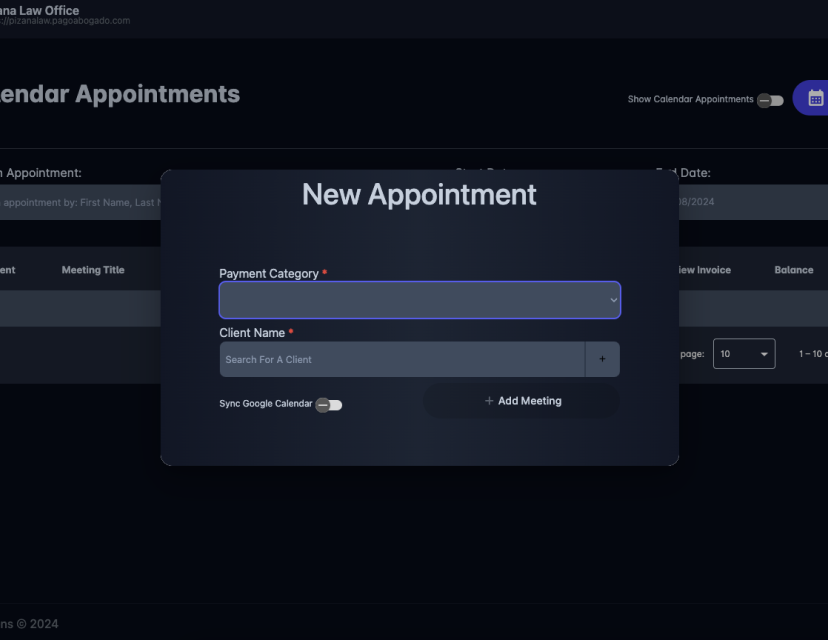 ana Law Office
://pizanalaw.pagoabogado.com
lendar Appointments
Show Calendar Appointments
n Appointment:
End Date:
appointment by: First Name, Last
08/2024
New Appointment
ent
Meeting Title
iew Invoice
Balance
Payment Category *
Client Name *
Search For A Client
+
page:
10
1–10
Sync Google Calendar
+ Add Meeting
ns © 2024